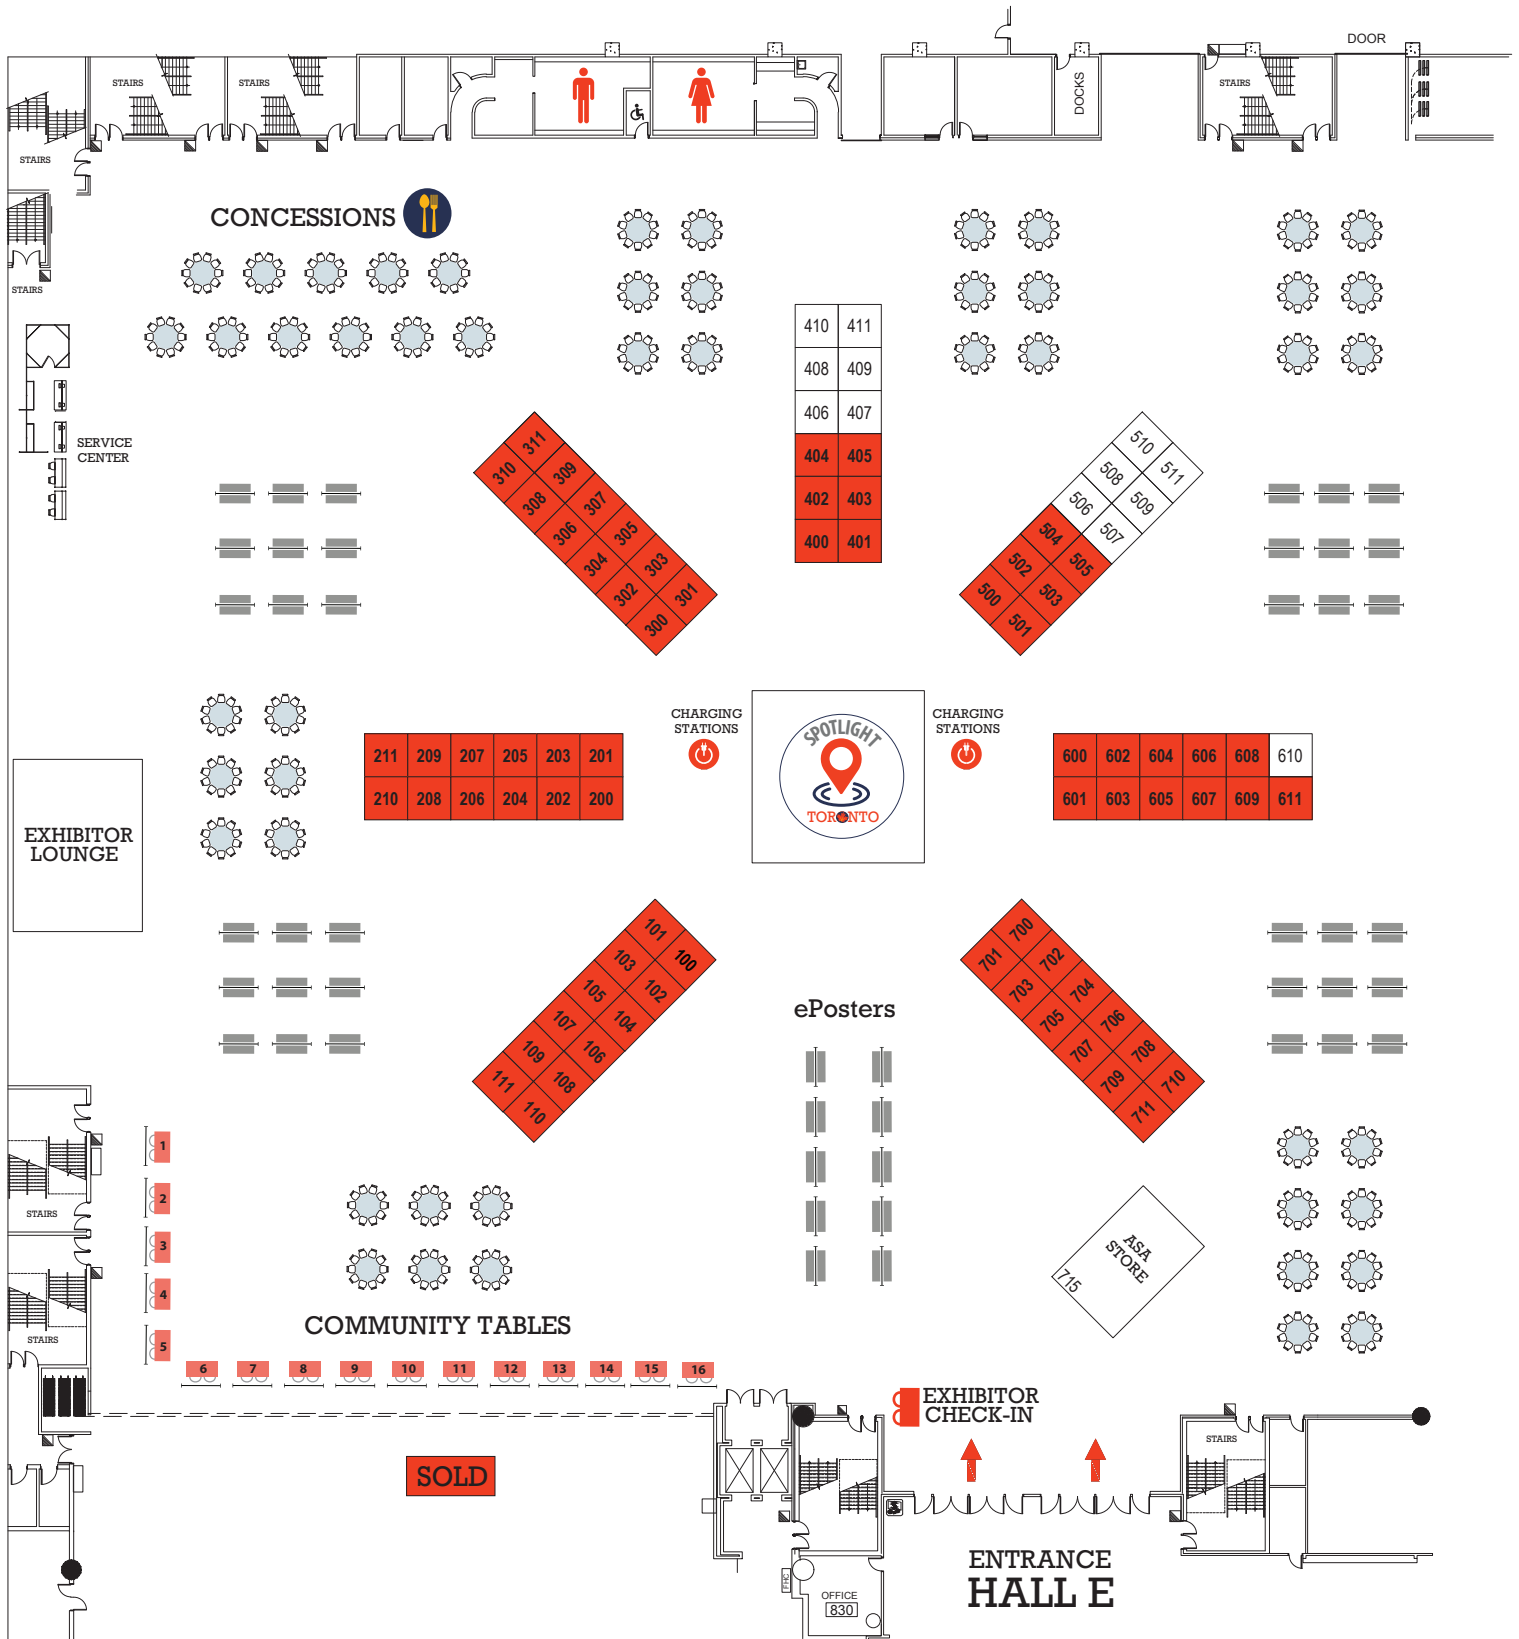 DOOR
STAIRS
STAIRS
STAIRS
DOCKS
STAIRS
CONCESSIONS
STAIRS
410 411
408 409
406 407
404 405
402 403
400 401
SERVICE
CENTER
311
310
309
308
307
306
305
304
303
302
301
300
510
511
508
509
506
507
504
505
502
503
500
501
CHARGING
STATIONS
SPOTLIGHT
TORONTO
CHARGING
STATIONS
211 209 207 205 203 201
210 208 206 204 202 200
600 602 604 606 608 610
601 603 605 607 609 611
EXHIBITOR
LOUNGE
101
100
103
102
105
104
107
106
109
108
111
110
700
701
702
703
704
705
706
707
708
709
710
711
ePosters
1
2
3
4
5
STAIRS
STAIRS
ASA
STORE
715
COMMUNITY TABLES
6 7 8 9 10 11 12 13 14 15 16
EXHIBITOR
CHECK-IN
STAIRS
SOLD
ENTRANCE
HALL E
FHC
OFFICE
830